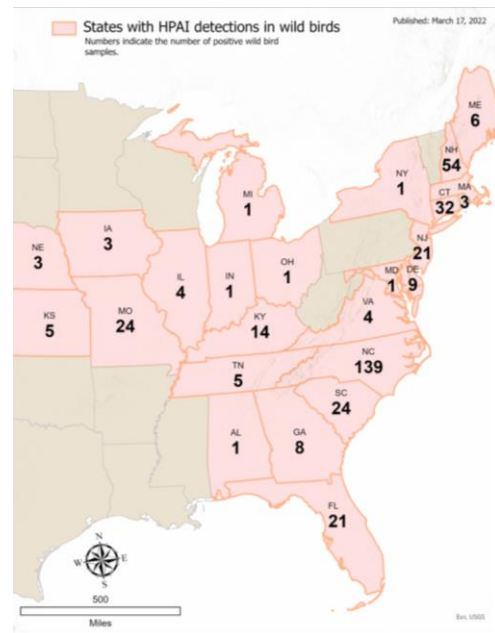 States with HPAI detections in wild birds
Published: March 17, 2022
Numbers indicate the number of positive wild bird
samples.
ME
6
NH
54
NY
1
CT
32
MA
3
MI
1
NJ
21
IA
3
NE
3
OH
1
MD
1
DE
9
IL
4
IN
1
VA
4
KS
5
MO
24
KY
14
NC
139
TN
5
SC
24
AL
1
GA
8
FL
21
N
W
E
S
500
Miles
Esri, USGS